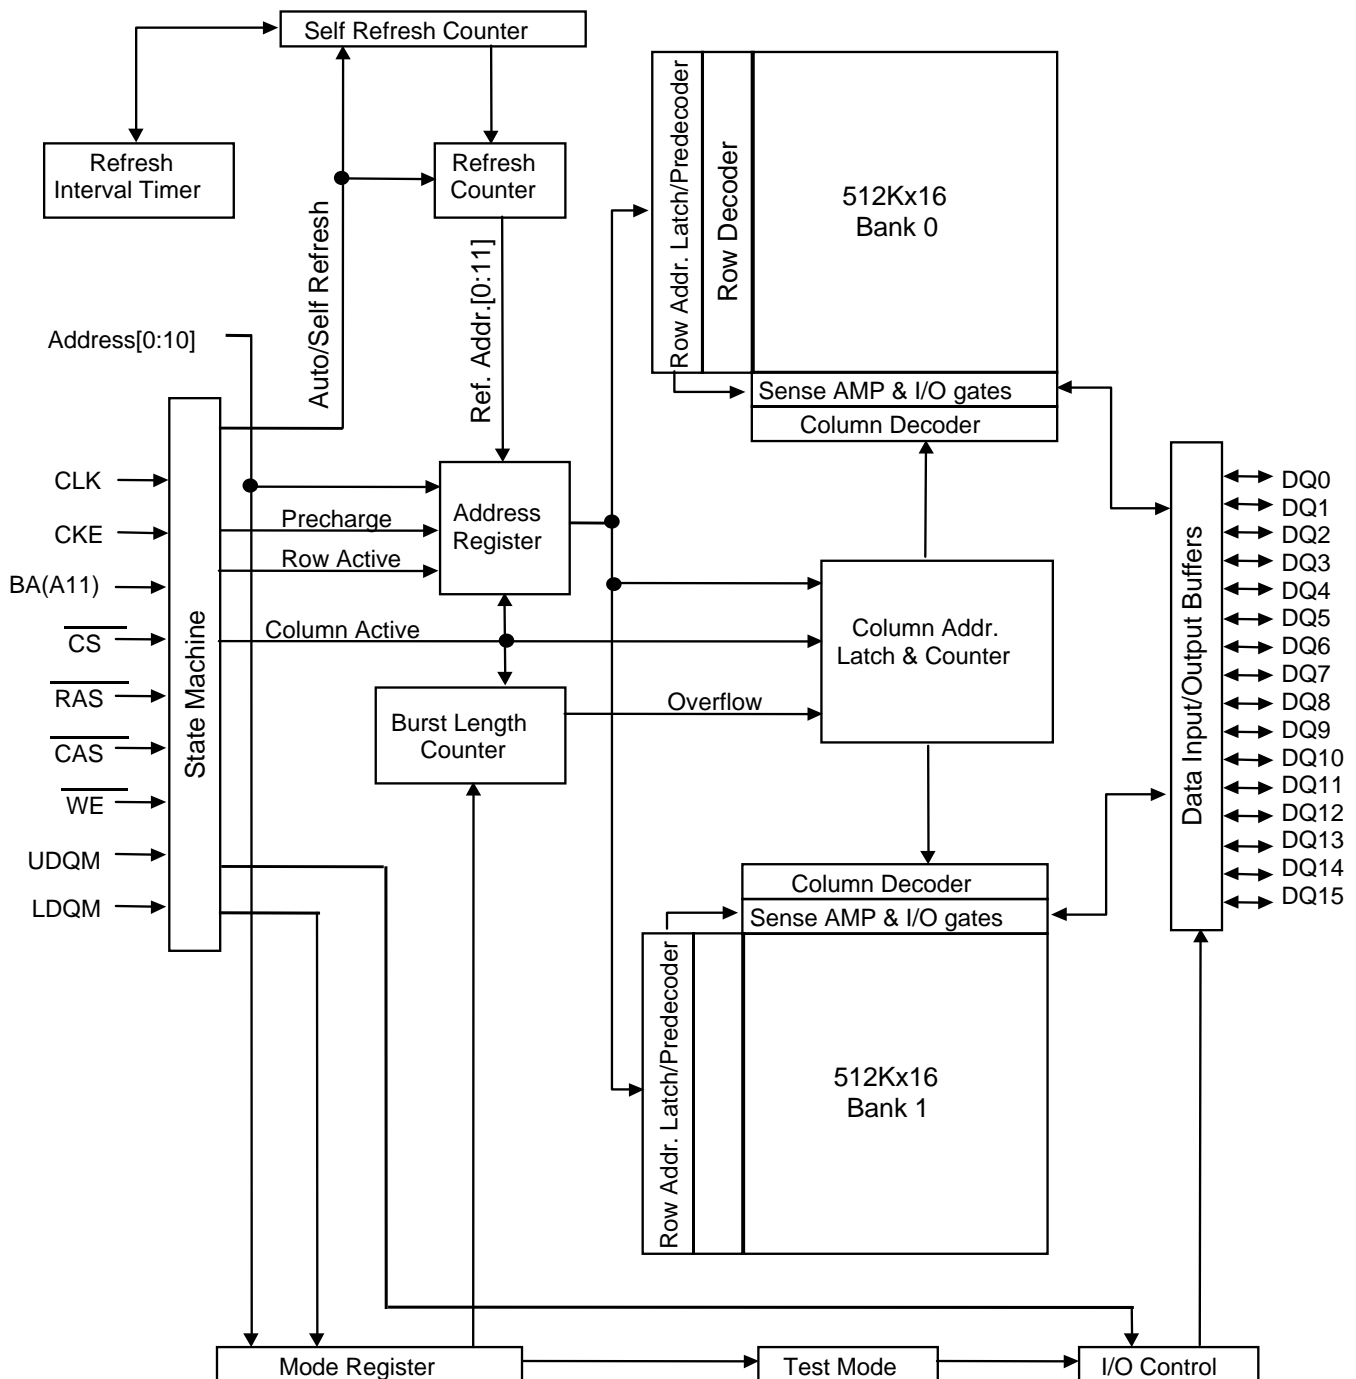 Self Refresh Counter
Refresh
Interval Timer
Refresh
Counter
Auto/Self Refresh
Ref. Addr.[0:11]
Row Addr. Latch/Predecoder
Row Decoder
512Kx16
Bank 0
Sense AMP & I/O gates
Column Decoder
Address[0:10]
CLK
CKE
BA(A11)
CS
RAS
CAS
WE
UDQM
LDQM
State Machine
Precharge
Row Active
Column Active
Address
Register
Burst Length
Counter
Overflow
Column Addr.
Latch & Counter
Data Input/Output Buffers
DQ0
DQ1
DQ2
DQ3
DQ4
DQ5
DQ6
DQ7
DQ8
DQ9
DQ10
DQ11
DQ12
DQ13
DQ14
DQ15
Column Decoder
Sense AMP & I/O gates
Row Addr. Latch/Predecoder
512Kx16
Bank 1
Mode Register
Test Mode
I/O Control